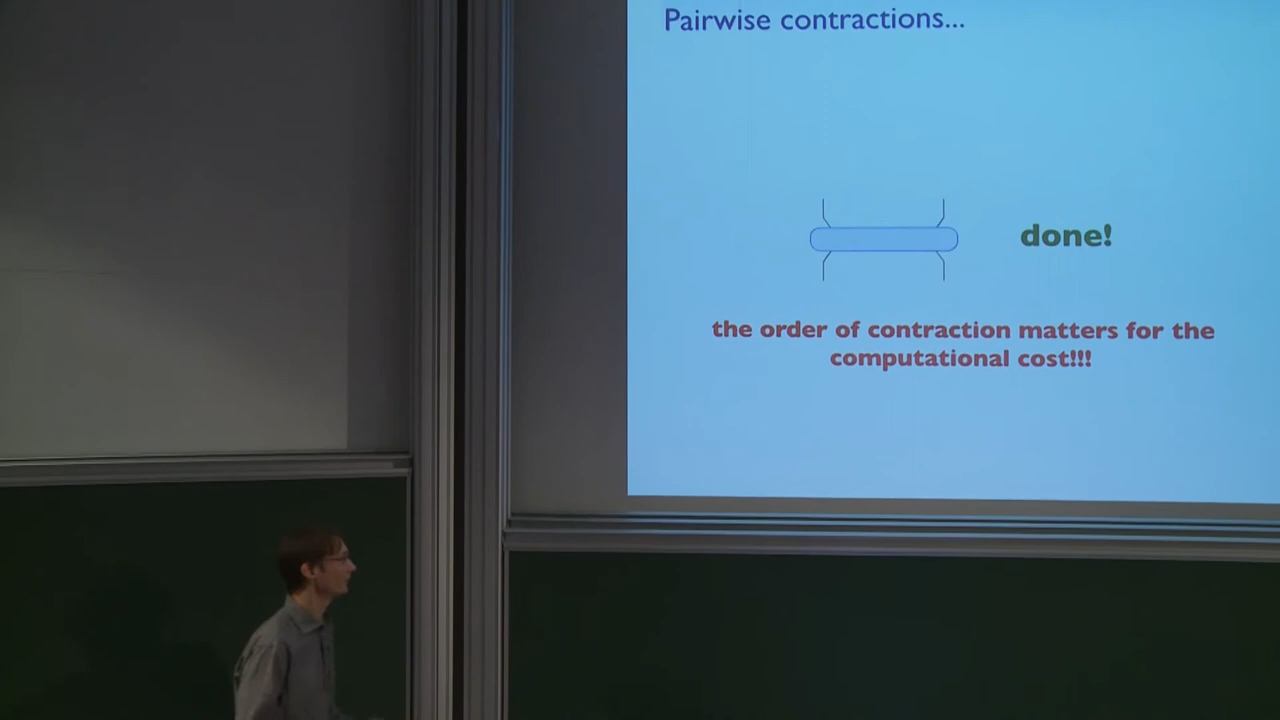 Pairwise contractions...
done!
the order of contraction matters for the
computational cost!!!